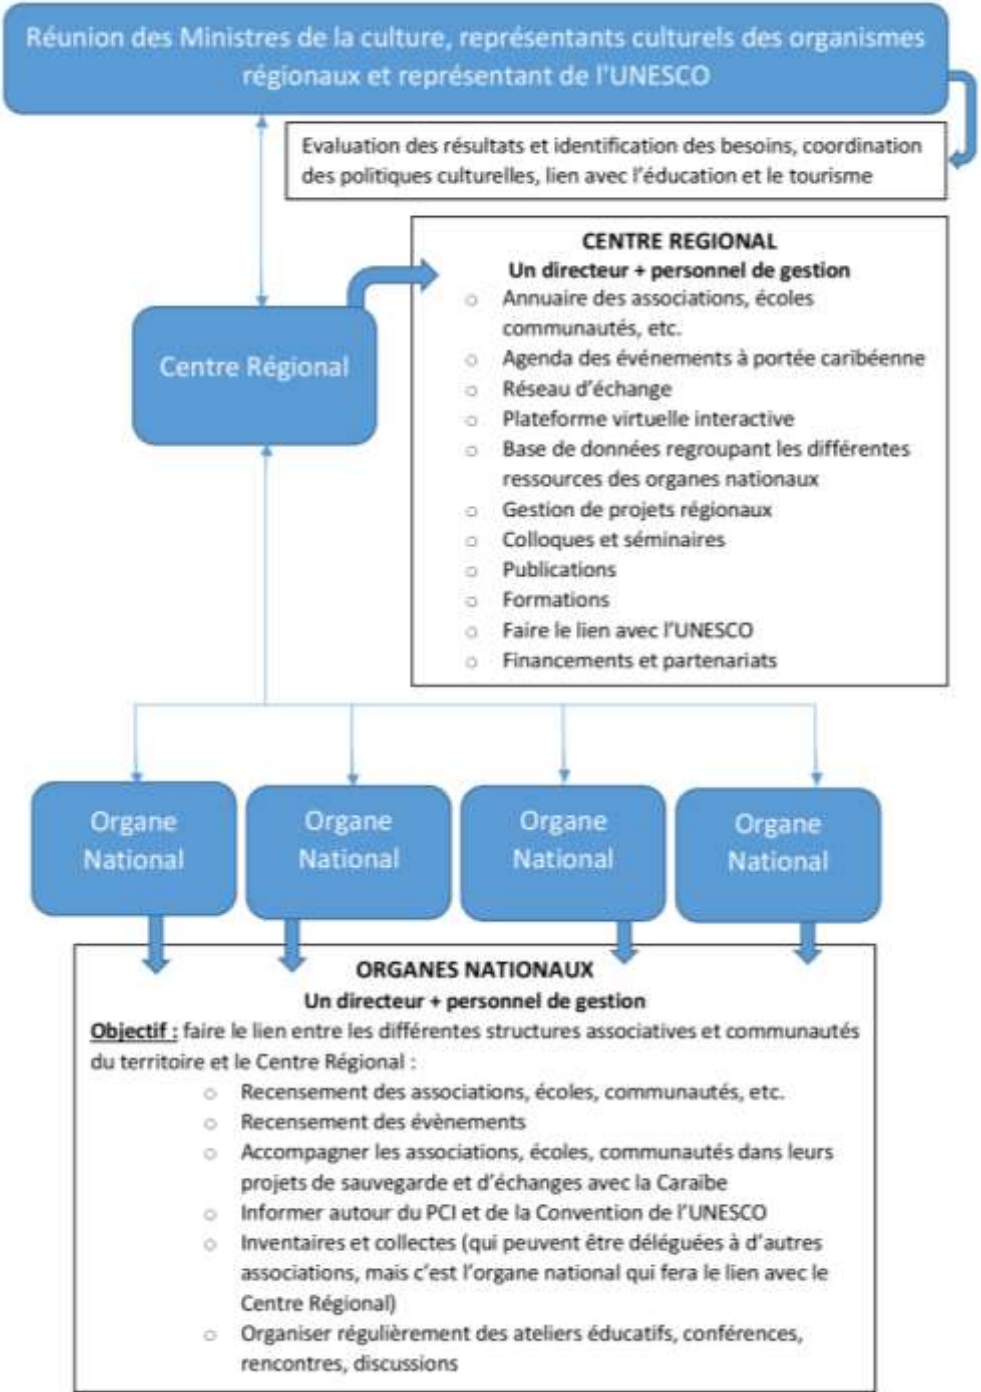 Réunion des Ministres de la culture, représentants culturels des organismes
régionaux et représentant de l'UNESCO
Evaluation des résultats et identification des besoins, coordination
des politiques culturelles, lien avec l'éducation et le tourisme
Centre Régional
CENTRE REGIONAL
Un directeur + personnel de gestion
o Annuaire des associations, écoles
communautés, etc.
o Agenda des événements à portée caribéenne
o Réseau d'échange
o Plateforme virtuelle interactive
o Base de données regroupant les différentes
ressources des organes nationaux
o Gestion de projets régionaux
o Colloques et séminaires
o Publications
o Formations
o Faire le lien avec l'UNESCO
o Financements et partenariats
Organe
National
Organe
National
Organe
National
Organe
National
ORGANES NATIONAUX
Un directeur + personnel de gestion
Objectif : faire le lien entre les différentes structures associatives et communautés
du territoire et le Centre Régional :
o Recensement des associations, écoles, communautés, etc.
o Recensement des évènements
o Accompagner les associations, écoles, communautés dans leurs
projets de sauvegarde et d'échanges avec la Caraïbe
o Informer autour du PCI et de la Convention de l'UNESCO
o Inventaires et collectes (qui peuvent être déléguées à d'autres
associations, mais c'est l'organe national qui fera le lien avec le
Centre Régional)
o Organiser régulièrement des ateliers éducatifs, conférences,
rencontres, discussions